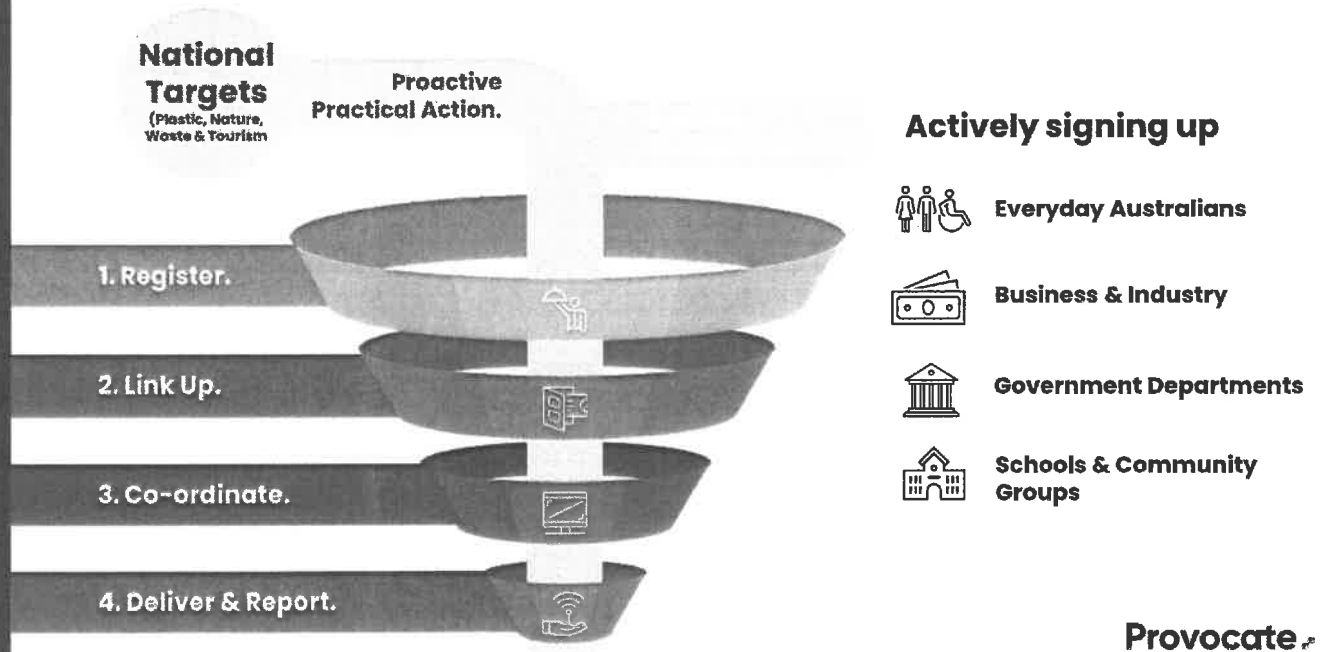 National
Targets
(Plastic, Nature,
Waste & Tourism
Proactive
Practical Action.
1. Register.
2. Link Up.
3. Co-ordinate.
4. Deliver & Report.
Actively signing up
Everyday Australians
Business & Industry
Government Departments
Schools & Community
Groups
Provocate